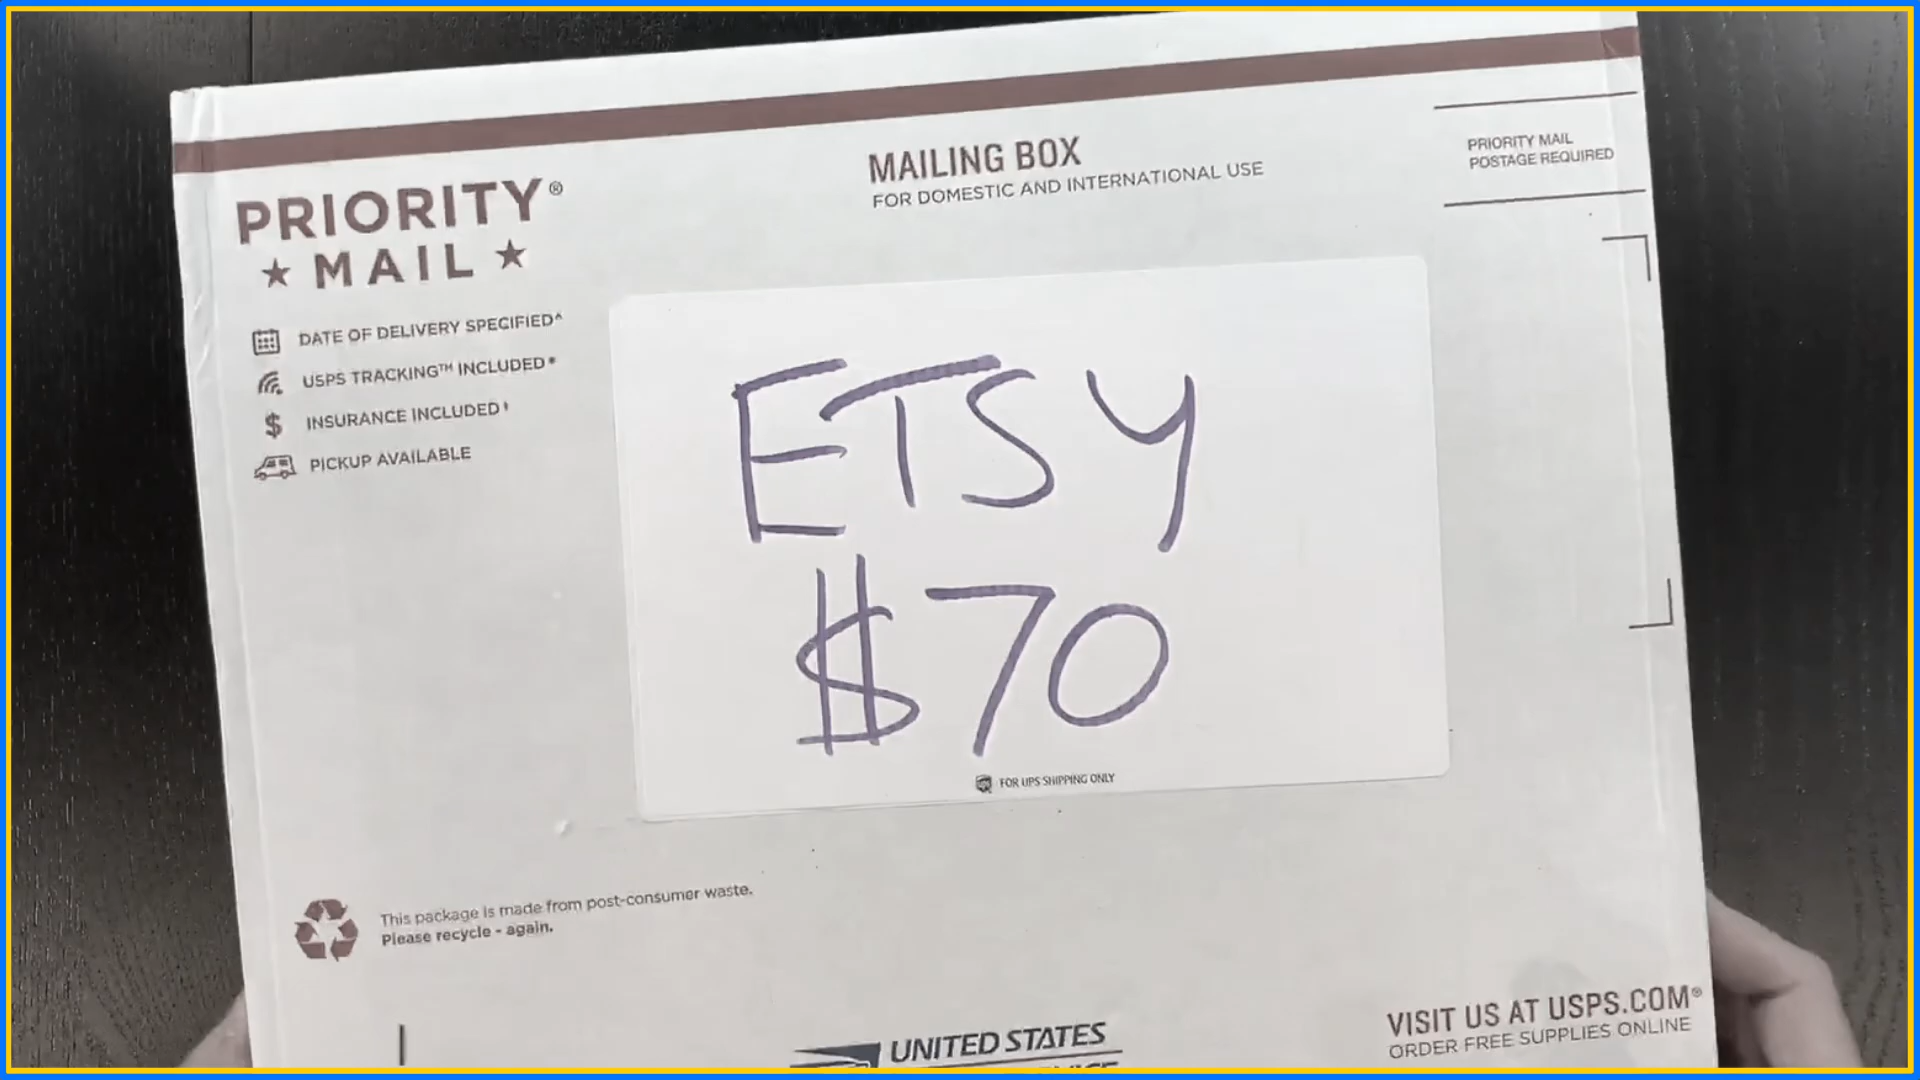 PRIORITY®
★ MAIL ★
DATE OF DELIVERY SPECIFIED^
USPS TRACKING™ INCLUDED*
$ INSURANCE INCLUDED†
PICKUP AVAILABLE
MAILING BOX
FOR DOMESTIC AND INTERNATIONAL USE
PRIORITY MAIL
POSTAGE REQUIRED
ETSY
$70
FOR UPS SHIPPING ONLY
This package is made from post-consumer waste.
Please recycle - again.
UNITED STATES
VISIT US AT USPS.COM®
ORDER FREE SUPPLIES ONLINE